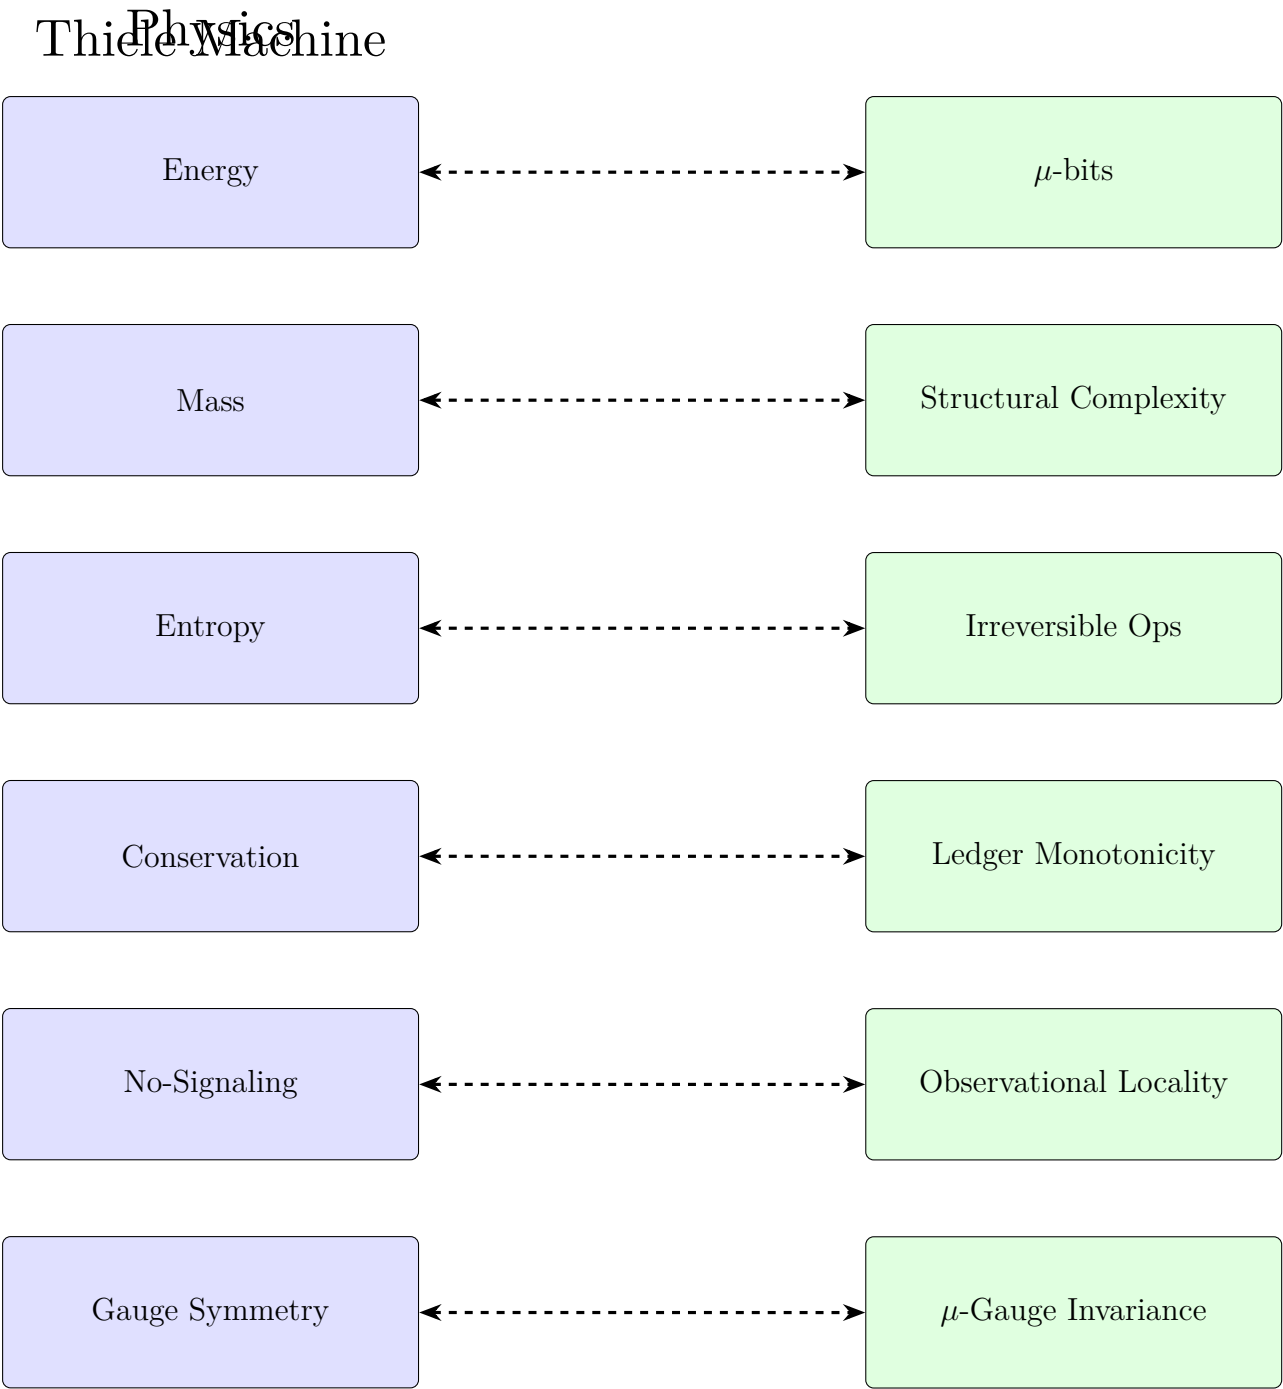 Physics
Thiele Machine
Energy
μ-bits
Mass
Structural Complexity
Entropy
Irreversible Ops
Conservation
Ledger Monotonicity
No-Signaling
Observational Locality
Gauge Symmetry
μ-Gauge Invariance